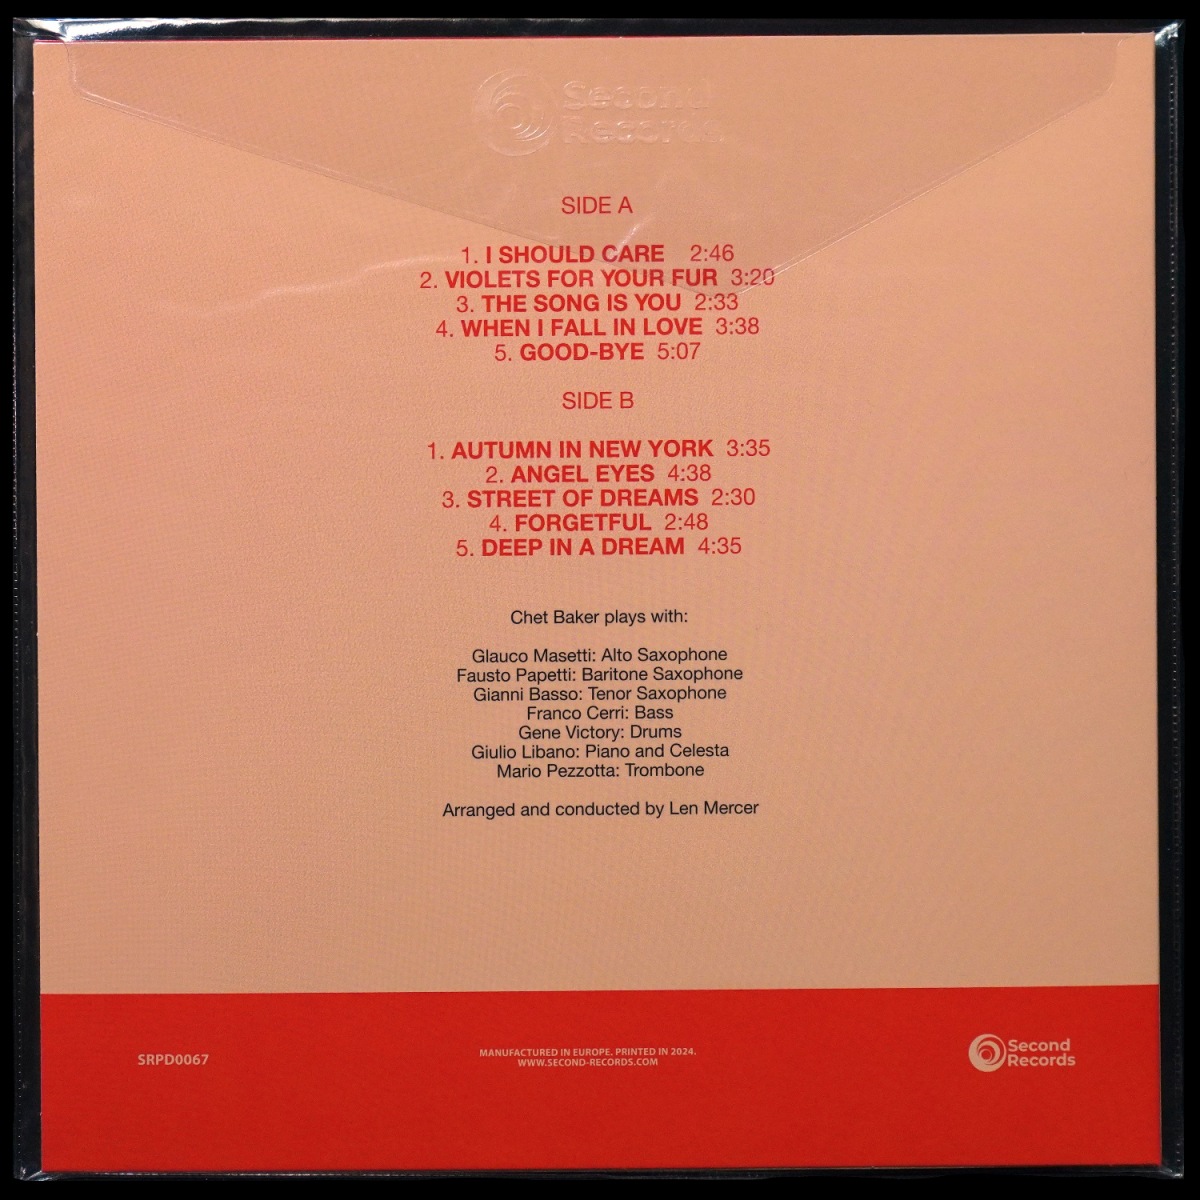 Second
Records
SIDE A
1. I SHOULD CARE 2:46
2. VIOLETS FOR YOUR FUR 3:20
3. THE SONG IS YOU 2:33
4. WHEN I FALL IN LOVE 3:38
5. GOOD-BYE 5:07
SIDE B
1. AUTUMN IN NEW YORK 3:35
2. ANGEL EYES 4:38
3. STREET OF DREAMS 2:30
4. FORGETFUL 2:48
5. DEEP IN A DREAM 4:35
Chet Baker plays with:
Glauco Masetti: Alto Saxophone
Fausto Papetti: Baritone Saxophone
Gianni Basso: Tenor Saxophone
Franco Cerri: Bass
Gene Victory: Drums
Giulio Libano: Piano and Celesta
Mario Pezzotta: Trombone
Arranged and conducted by Len Mercer
SRPD0067
MANUFACTURED IN EUROPE. PRINTED IN 2024.
WWW.SECOND-RECORDS.COM
Second
Records